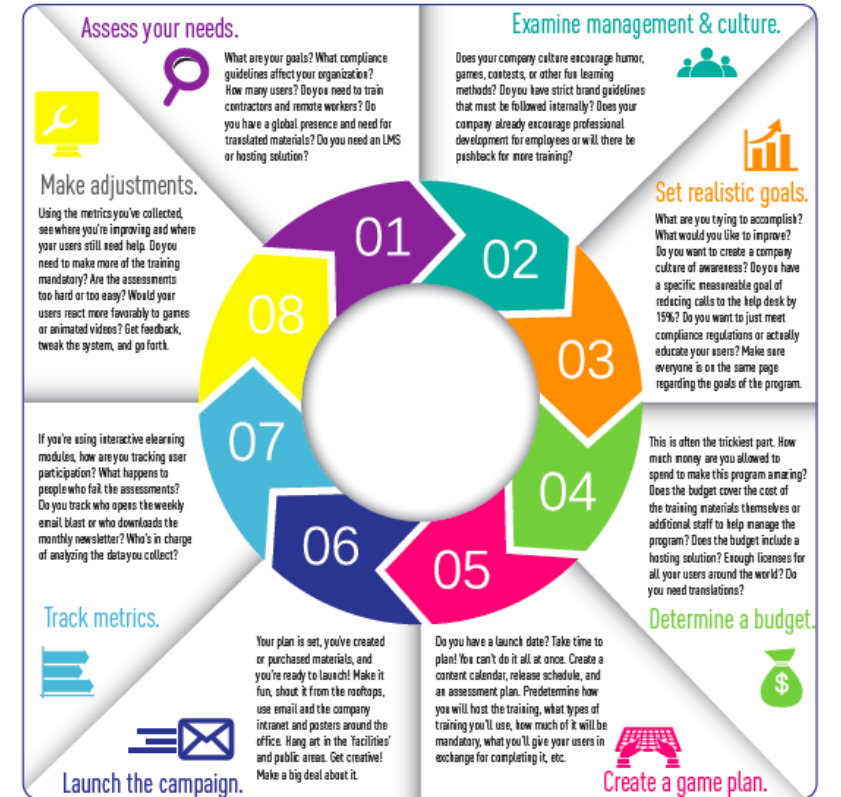 Assess your needs.
What are your goals? What compliance
guidelines affect your organization?
How many users? Do you need to train
contractors and remote workers? Do
you have a global presence and need for
translated materials? Do you need an LMS
or hosting solution?
Examine management & culture.
Does your company culture encourage humor,
games, contests, or other fun learning
methods? Do you have strict brand guidelines
that must be followed internally? Does your
company already encourage professional
development for employees or will there be
pushback for more training?
Set realistic goals.
What are you trying to accomplish?
What would you like to improve?
Do you want to create a company
culture of awareness? Do you have
a specific measureable goal of
reducing calls to the help desk by
15%? Do you want to just meet
compliance regulations or actually
educate your users? Make sure
everyone is on the same page
regarding the goals of the program.
This is often the trickiest part. How
much money are you allowed to
spend to make this program amazing?
Does the budget cover the cost of
the training materials themselves or
additional staff to help manage the
program? Does the budget include a
hosting solution? Enough licenses for
all your users around the world? Do
you need translations?
Determine a budget.
$
Do you have a launch date? Take time to
plan! You can't do it all at once. Create a
content calendar, release schedule, and
an assessment plan. Predetermine how
you will host the training, what types of
training you'll use, how much of it will be
mandatory, what you'll give your users in
exchange for completing it, etc.
Create a game plan.
Your plan is set, you've created
or purchased materials, and
you're ready to launch! Make it
fun, shout it from the rooftops,
use email and the company
intranet and posters around the
office. Hang art in the 'facilities'
and public areas. Get creative!
Make a big deal about it.
Launch the campaign.
If you're using interactive elearning
modules, how are you tracking user
participation? What happens to
people who fail the assessments?
Do you track who opens the weekly
email blast or who downloads the
monthly newsletter? Who's in charge
of analyzing the data you collect?
Track metrics.
Make adjustments.
Using the metrics you've collected,
see where you're improving and where
your users still need help. Do you
need to make more of the training
mandatory? Are the assessments
too hard or too easy? Would your
users react more favorably to games
or animated videos? Get feedback,
tweak the system, and go forth.
01
02
03
04
05
06
07
08